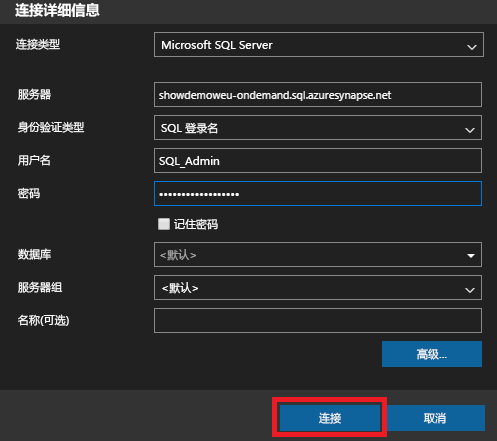 连接详细信息
连接类型 Microsoft SQL Server
服务器 showdemoweu-ondemand.sql.azuresynapse.net
身份验证类型 SQL 登录名
用户名 SQL_Admin
密码 ••••••••••••••••••
记住密码
数据库 <默认>
服务器组 <默认>
名称(可选)
高级...
连接 取消